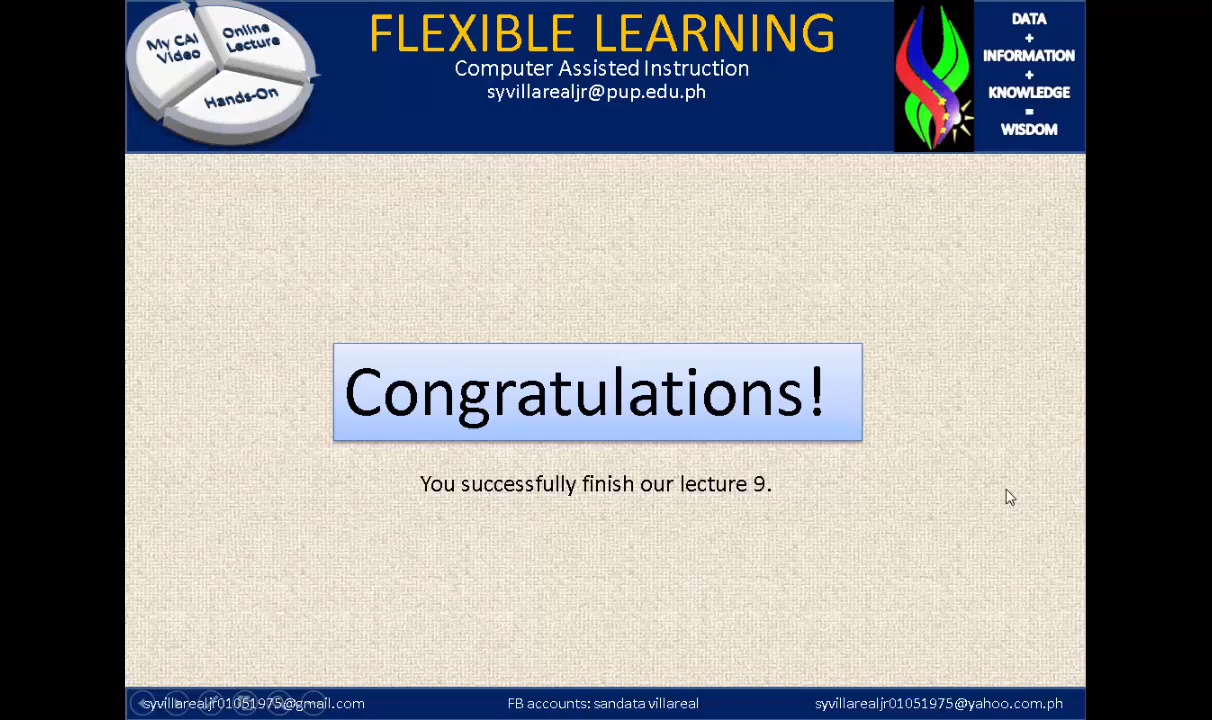 My CAI
Video
Online
Lecture
Hands-On
FLEXIBLE LEARNING
Computer Assisted Instruction
syvillarealjr@pup.edu.ph
DATA
+
INFORMATION
+
KNOWLEDGE
=
WISDOM
Congratulations!
You successfully finish our lecture 9.
syvillarealjr01051975@gmail.com
FB accounts: sandata villareal
syvillarealjr01051975@yahoo.com.ph